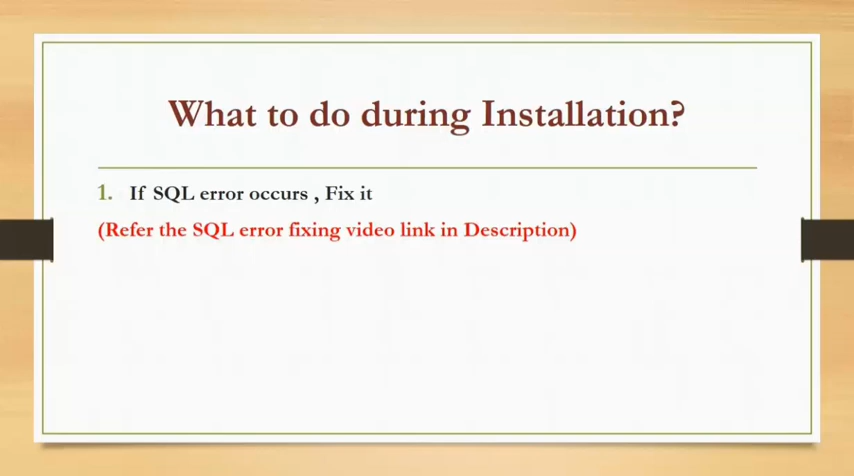 What to do during Installation?
1. If SQL error occurs , Fix it
(Refer the SQL error fixing video link in Description)